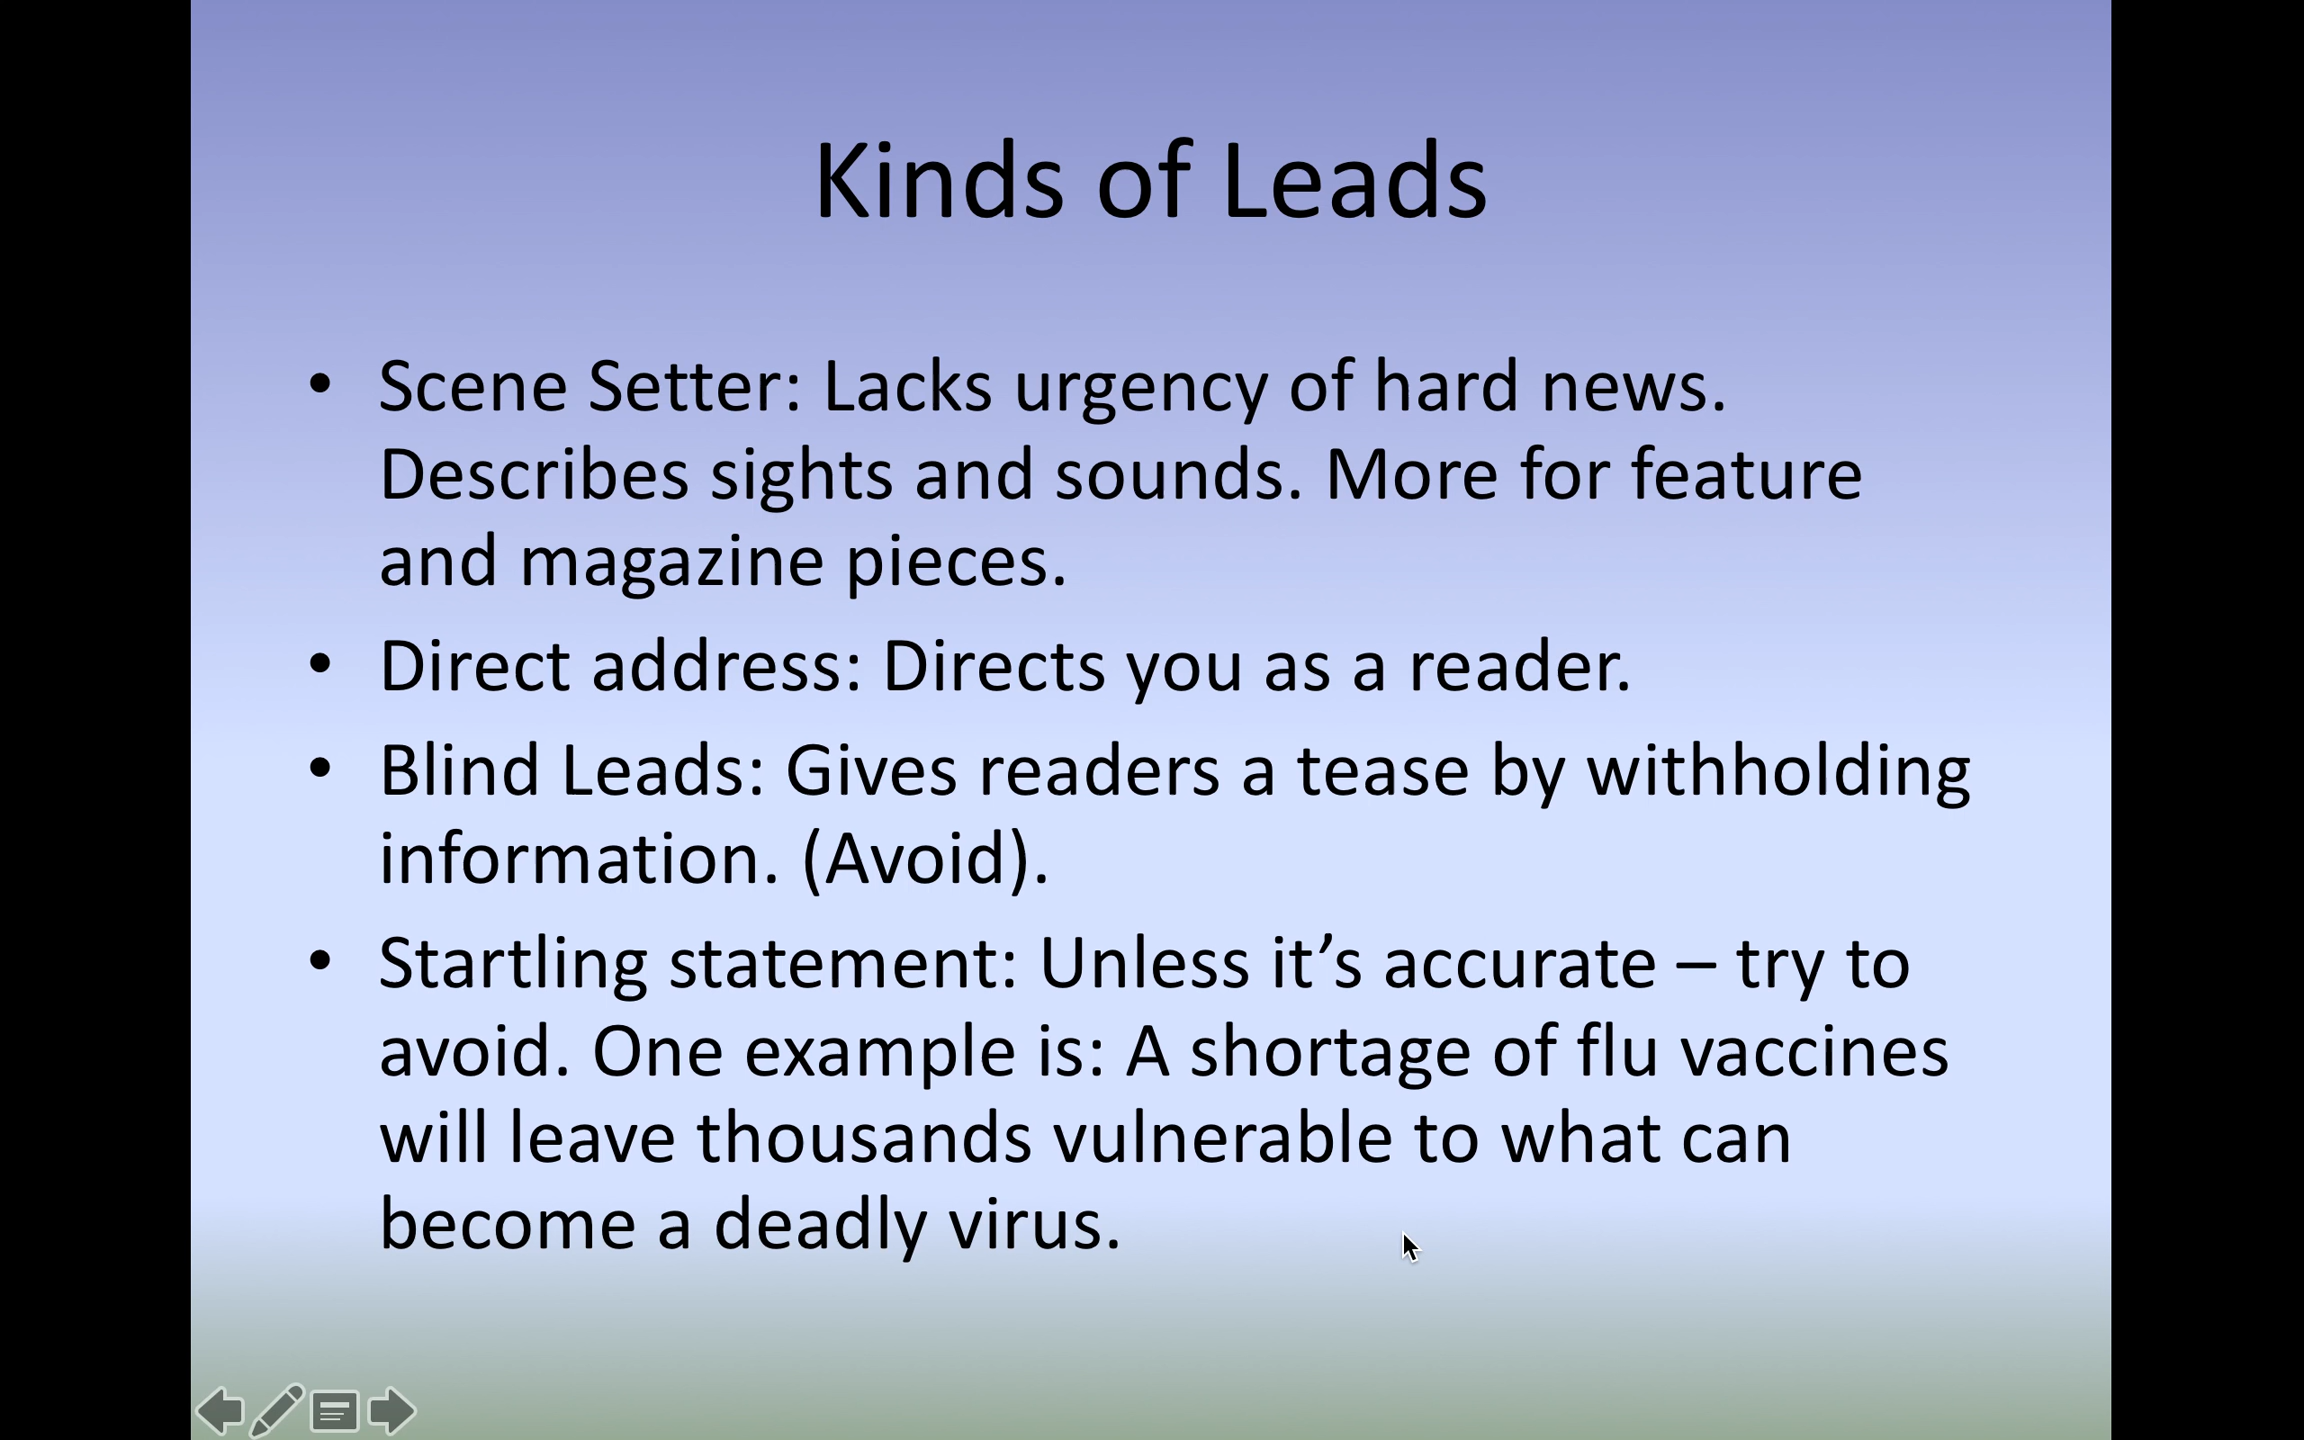 Kinds of Leads
• Scene Setter: Lacks urgency of hard news.
Describes sights and sounds. More for feature
and magazine pieces.
• Direct address: Directs you as a reader.
• Blind Leads: Gives readers a tease by withholding
information. (Avoid).
• Startling statement: Unless it’s accurate – try to
avoid. One example is: A shortage of flu vaccines
will leave thousands vulnerable to what can
become a deadly virus.